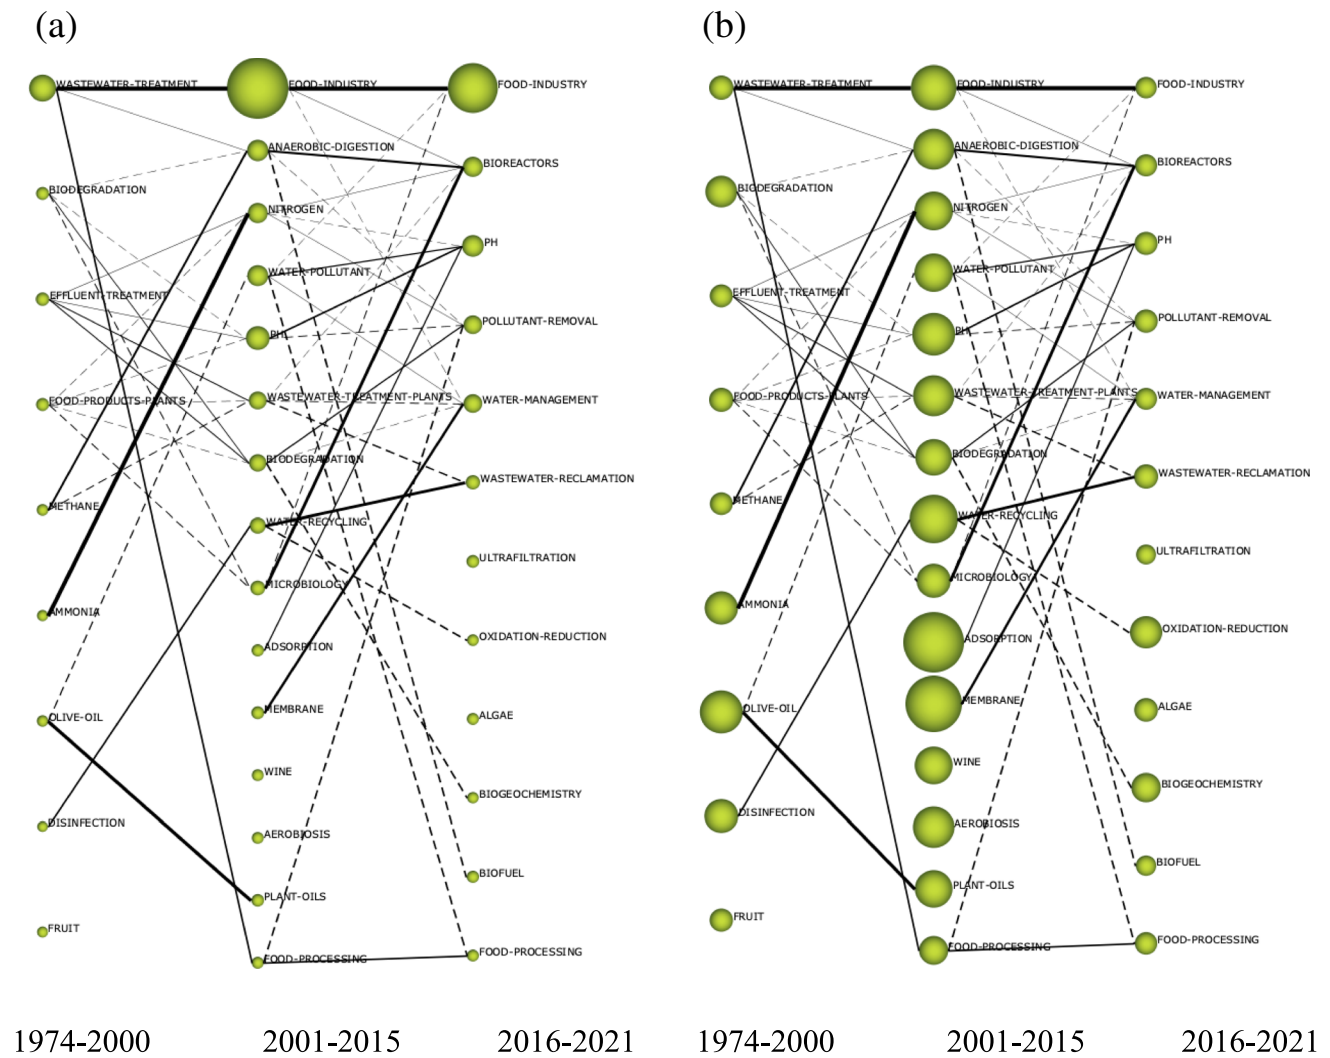 (a)
WASTEWATER-TREATMENT
BIODEGRADATION
EFFLUENT-TREATMENT
FOOD-PRODUCTS-PLANTS
METHANE
AMMONIA
OLIVE-OIL
DISINFECTION
FRUIT
FOOD-INDUSTRY
ANAEROBIC-DIGESTION
NITROGEN
WATER-POLLUTANT
PH
WASTEWATER-TREATMENT-PLANTS
BIODEGRADATION
WATER-RECYCLING
MICROBIOLOGY
ADSORPTION
MEMBRANE
WINE
AEROBIOSIS
PLANT-OILS
FOOD-PROCESSING
FOOD-INDUSTRY
BIOREACTORS
PH
POLLUTANT-REMOVAL
WATER-MANAGEMENT
WASTEWATER-RECLAMATION
ULTRAFILTRATION
OXIDATION-REDUCTION
ALGAE
BIOGEOCHEMISTRY
BIOFUEL
FOOD-PROCESSING
1974-2000
2001-2015
2016-2021
(b)
WASTEWATER-TREATMENT
BIODEGRADATION
EFFLUENT-TREATMENT
FOOD-PRODUCTS-PLANTS
METHANE
AMMONIA
OLIVE-OIL
DISINFECTION
FRUIT
FOOD-INDUSTRY
ANAEROBIC-DIGESTION
NITROGEN
WATER-POLLUTANT
PH
WASTEWATER-TREATMENT-PLANTS
BIODEGRADATION
WATER-RECYCLING
MICROBIOLOGY
ADSORPTION
MEMBRANE
WINE
AEROBIOSIS
PLANT-OILS
FOOD-PROCESSING
FOOD-INDUSTRY
BIOREACTORS
PH
POLLUTANT-REMOVAL
WATER-MANAGEMENT
WASTEWATER-RECLAMATION
ULTRAFILTRATION
OXIDATION-REDUCTION
ALGAE
BIOGEOCHEMISTRY
BIOFUEL
FOOD-PROCESSING
1974-2000
2001-2015
2016-2021